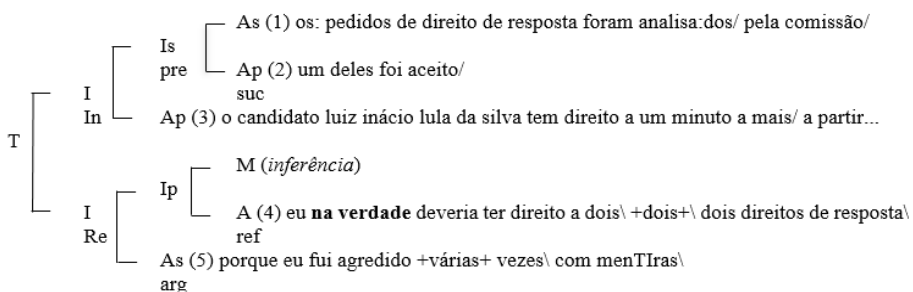 As (1) os: pedidos de direito de resposta foram analisa:dos/ pela comissão/
Is
pre
Ap (2) um deles foi aceito/
suc
I
In
Ap (3) o candidato luiz inácio lula da silva tem direito a um minuto a mais/ a partir...
T
M (inferência)
Ip
I
Re
A (4) eu na verdade deveria ter direito a dois\ +dois+\ dois direitos de resposta\
ref
As (5) porque eu fui agredido +várias+ vezes\ com menTIras\
arg